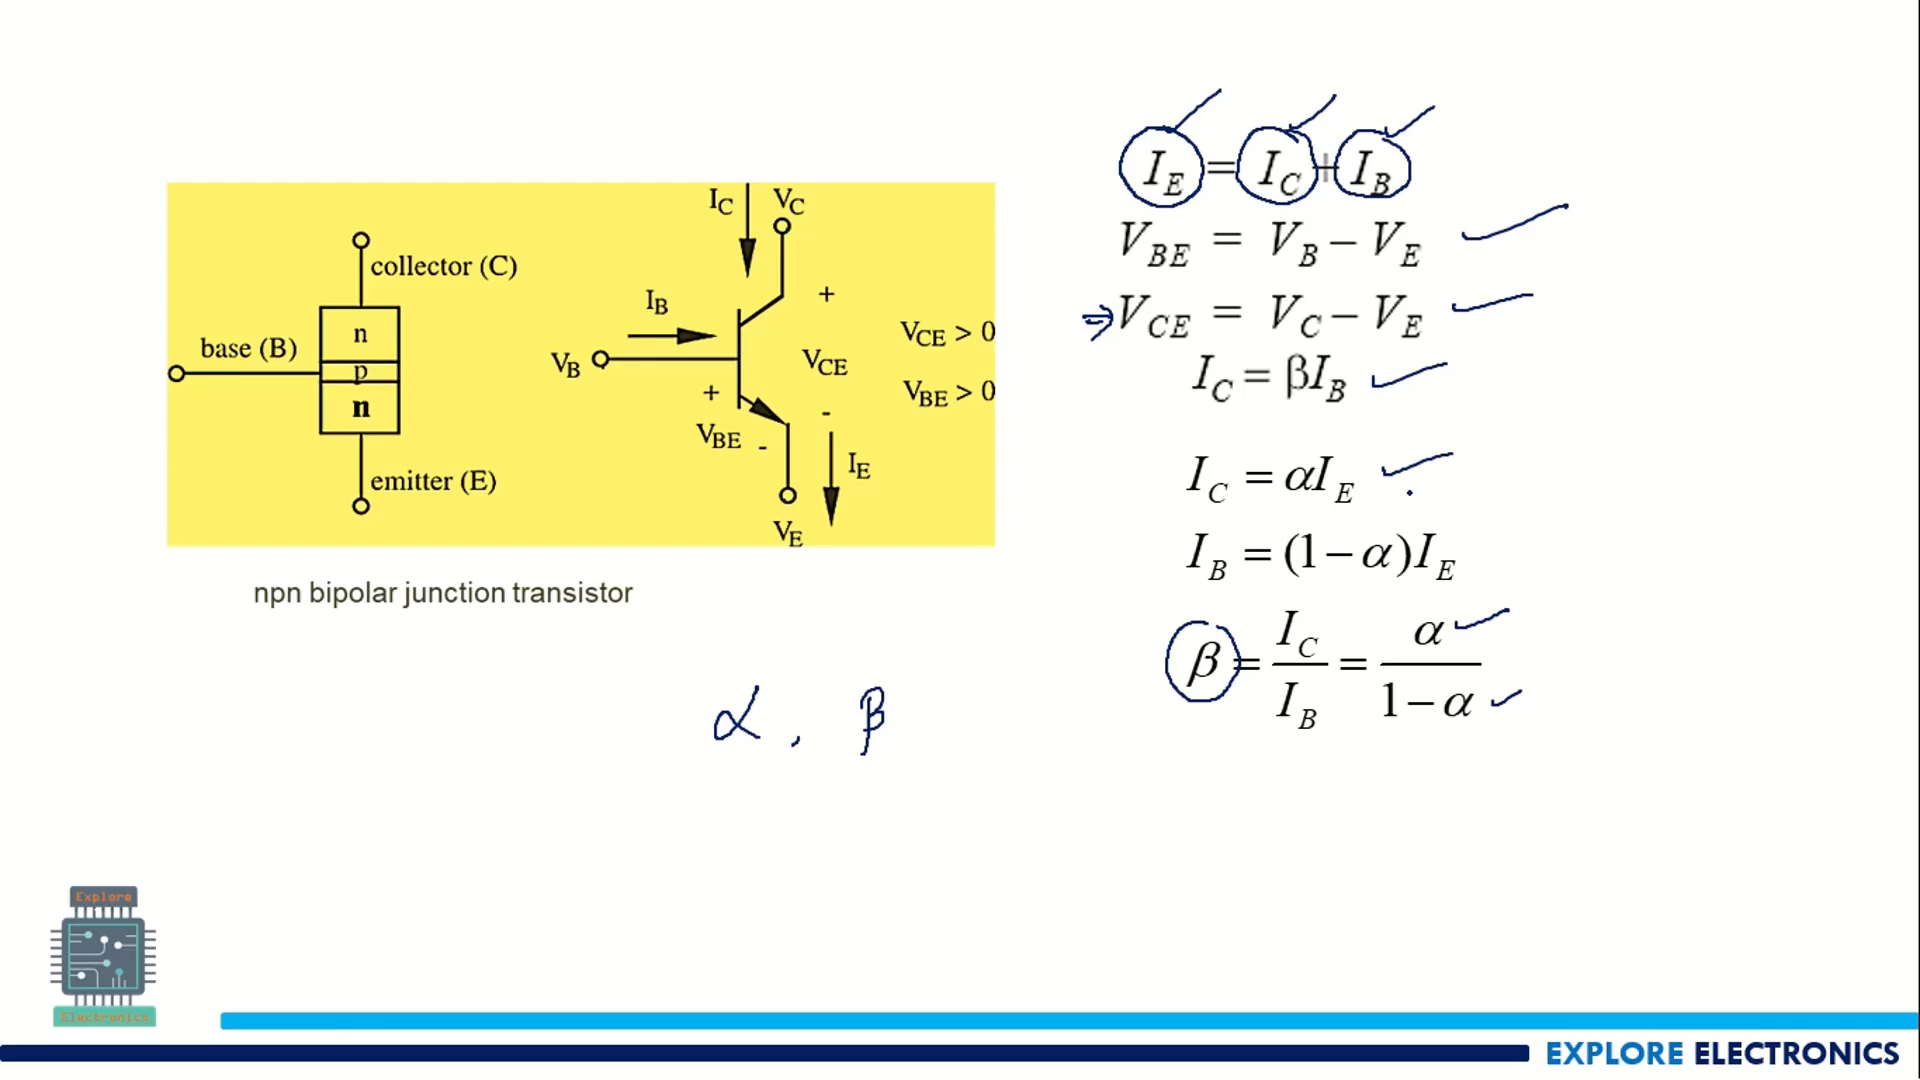 collector (C)
base (B)
n
p
n
emitter (E)
I_C V_C
I_B
V_B
+
V_CE
-
+
V_BE
-
V_CE > 0
V_BE > 0
I_E
V_E
npn bipolar junction transistor
α , β
I_E = I_C + I_B
V_BE = V_B − V_E
V_CE = V_C − V_E
I_C = βI_B
I_C = αI_E
I_B = (1 − α)I_E
β = I_C / I_B = α / 1 − α
Explore
Electronics
EXPLORE ELECTRONICS